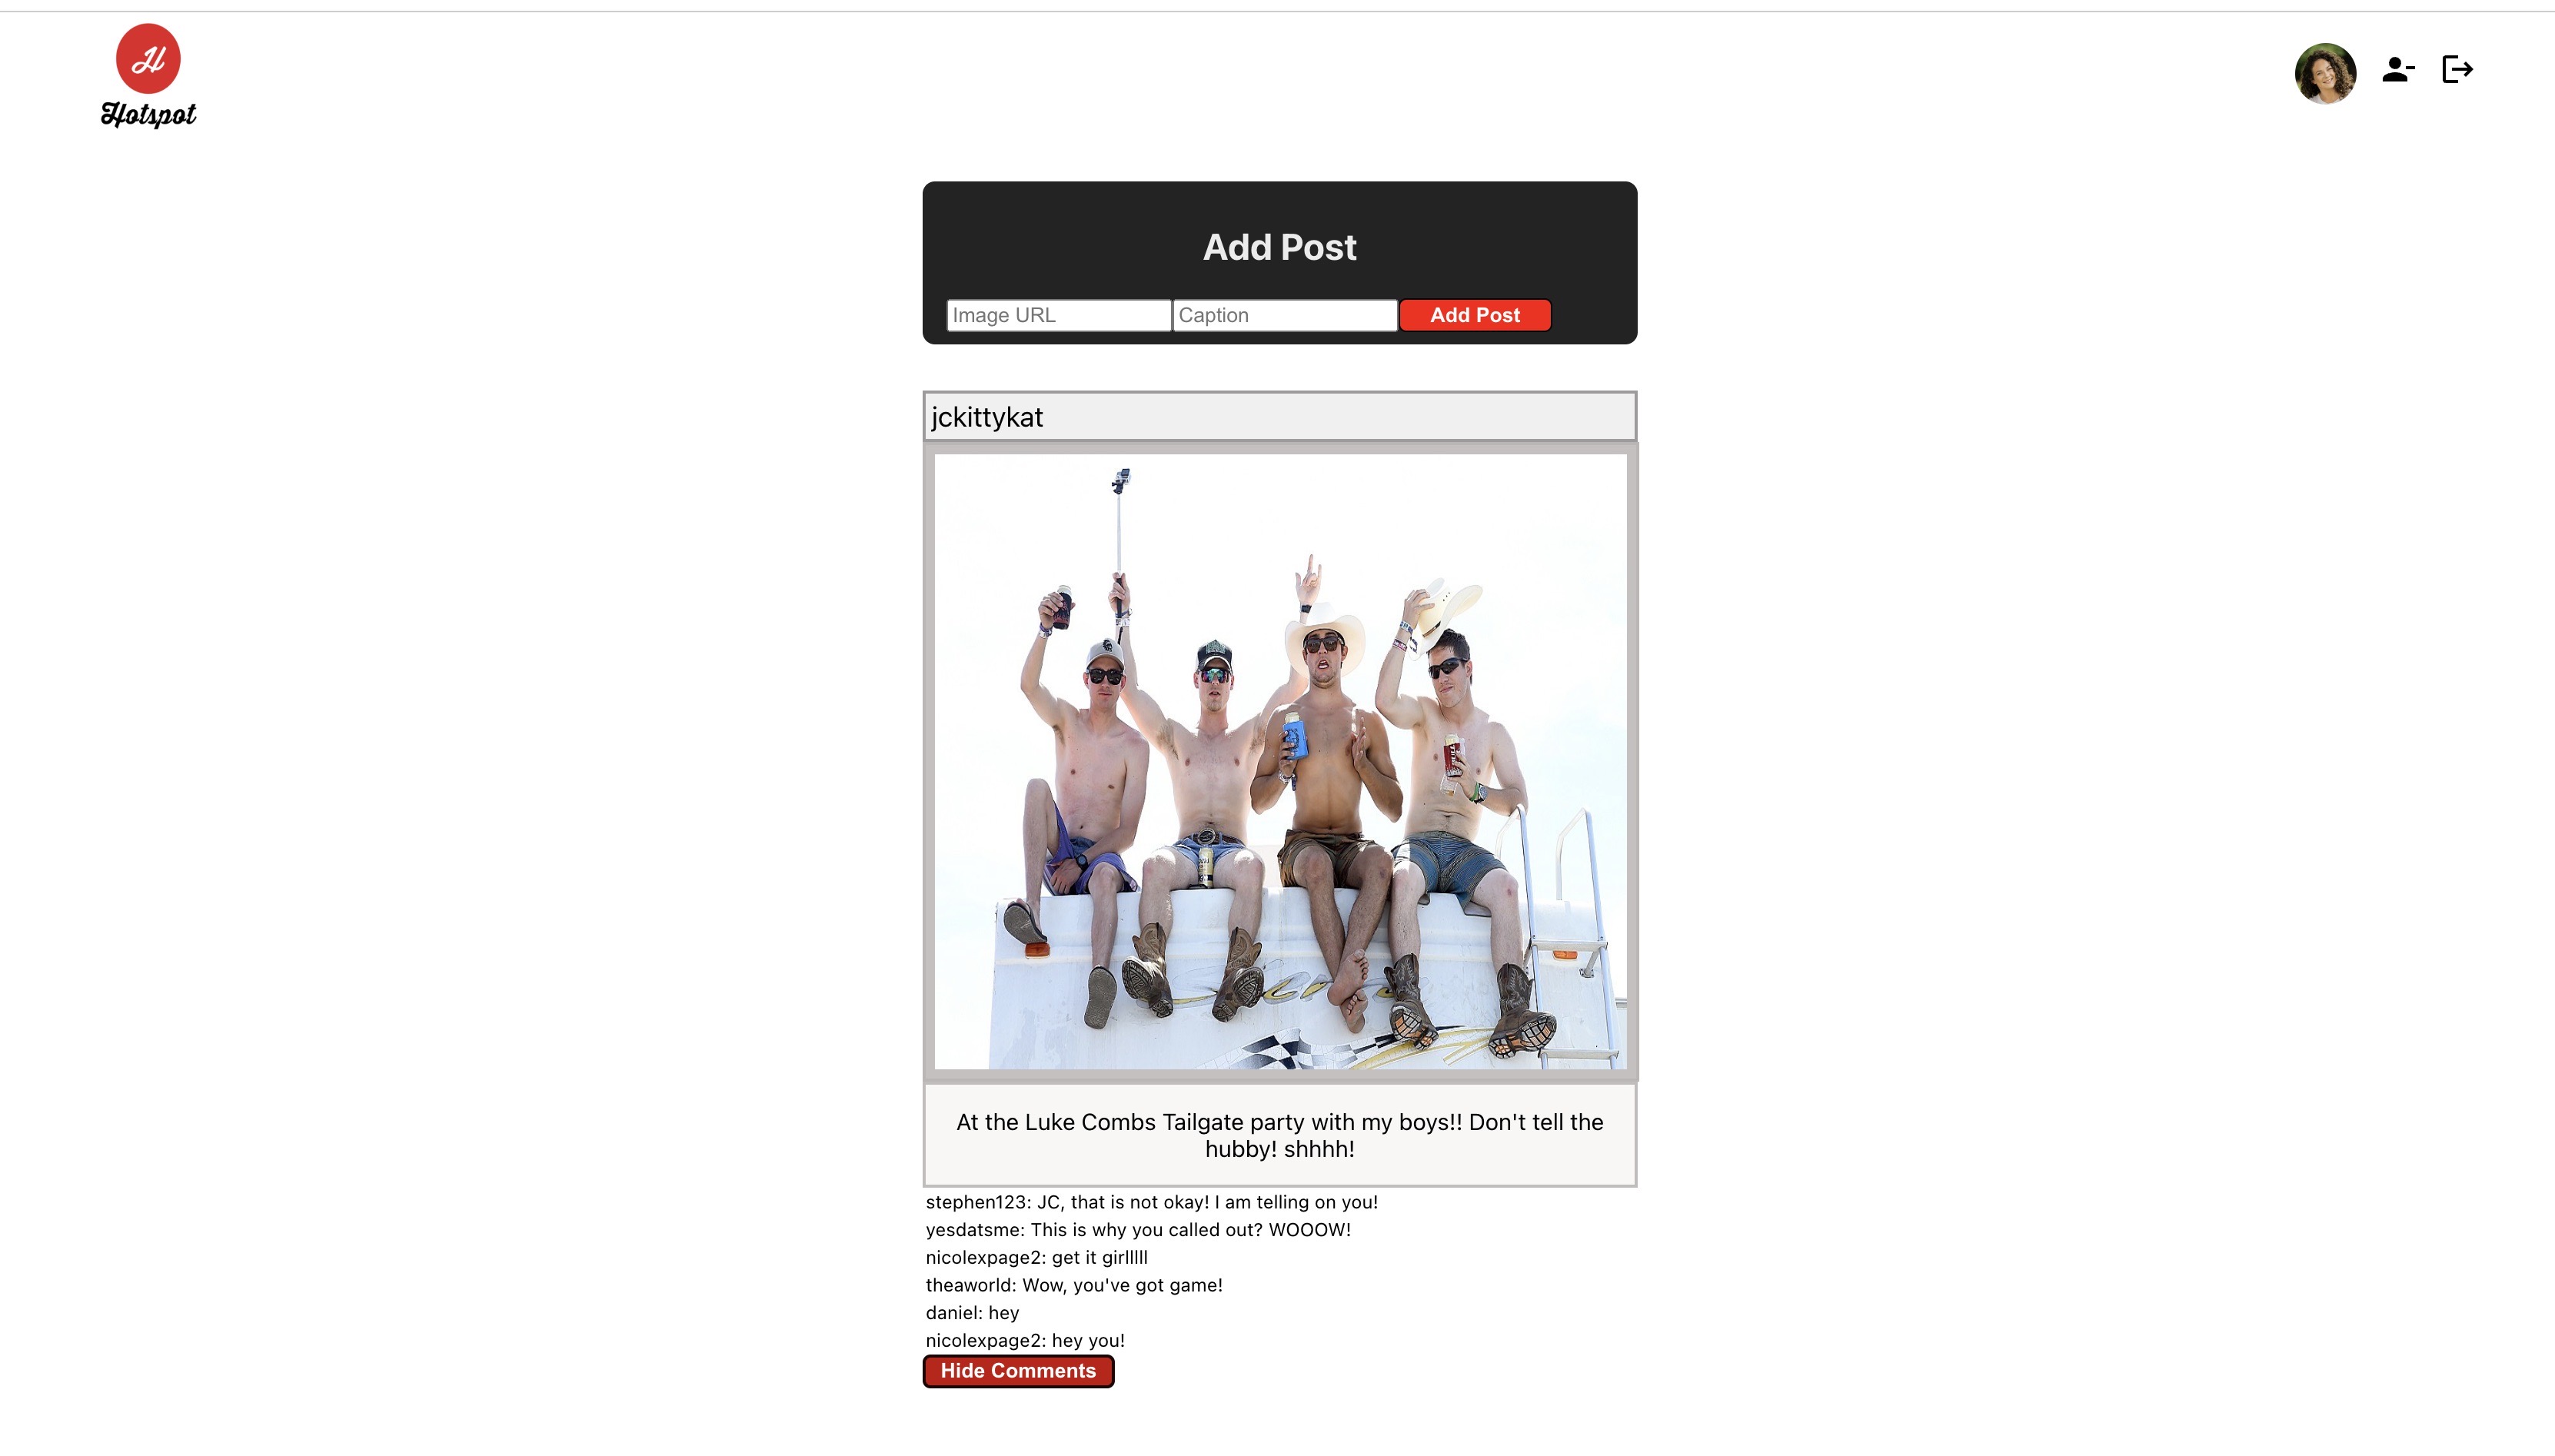 H
Hotspot
Add Post
Image URL
Caption
Add Post
jckittykat
At the Luke Combs Tailgate party with my boys!! Don't tell the
hubby! shhhh!
stephen123: JC, that is not okay! I am telling on you!
yesdatsme: This is why you called out? WOOOW!
nicolexpage2: get it girlllll
theaworld: Wow, you've got game!
daniel: hey
nicolexpage2: hey you!
Hide Comments